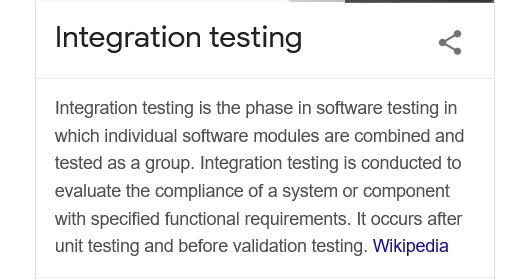 Integration testing
Integration testing is the phase in software testing in
which individual software modules are combined and
tested as a group. Integration testing is conducted to
evaluate the compliance of a system or component
with specified functional requirements. It occurs after
unit testing and before validation testing. Wikipedia